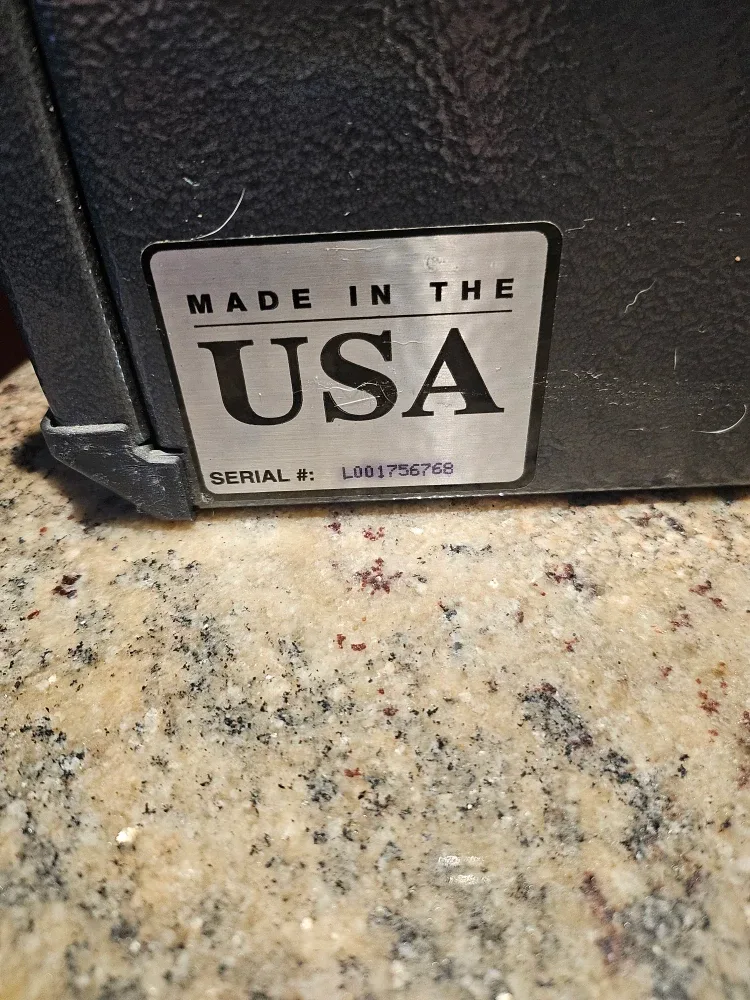 MADE IN THE
USA
SERIAL #: L001756768